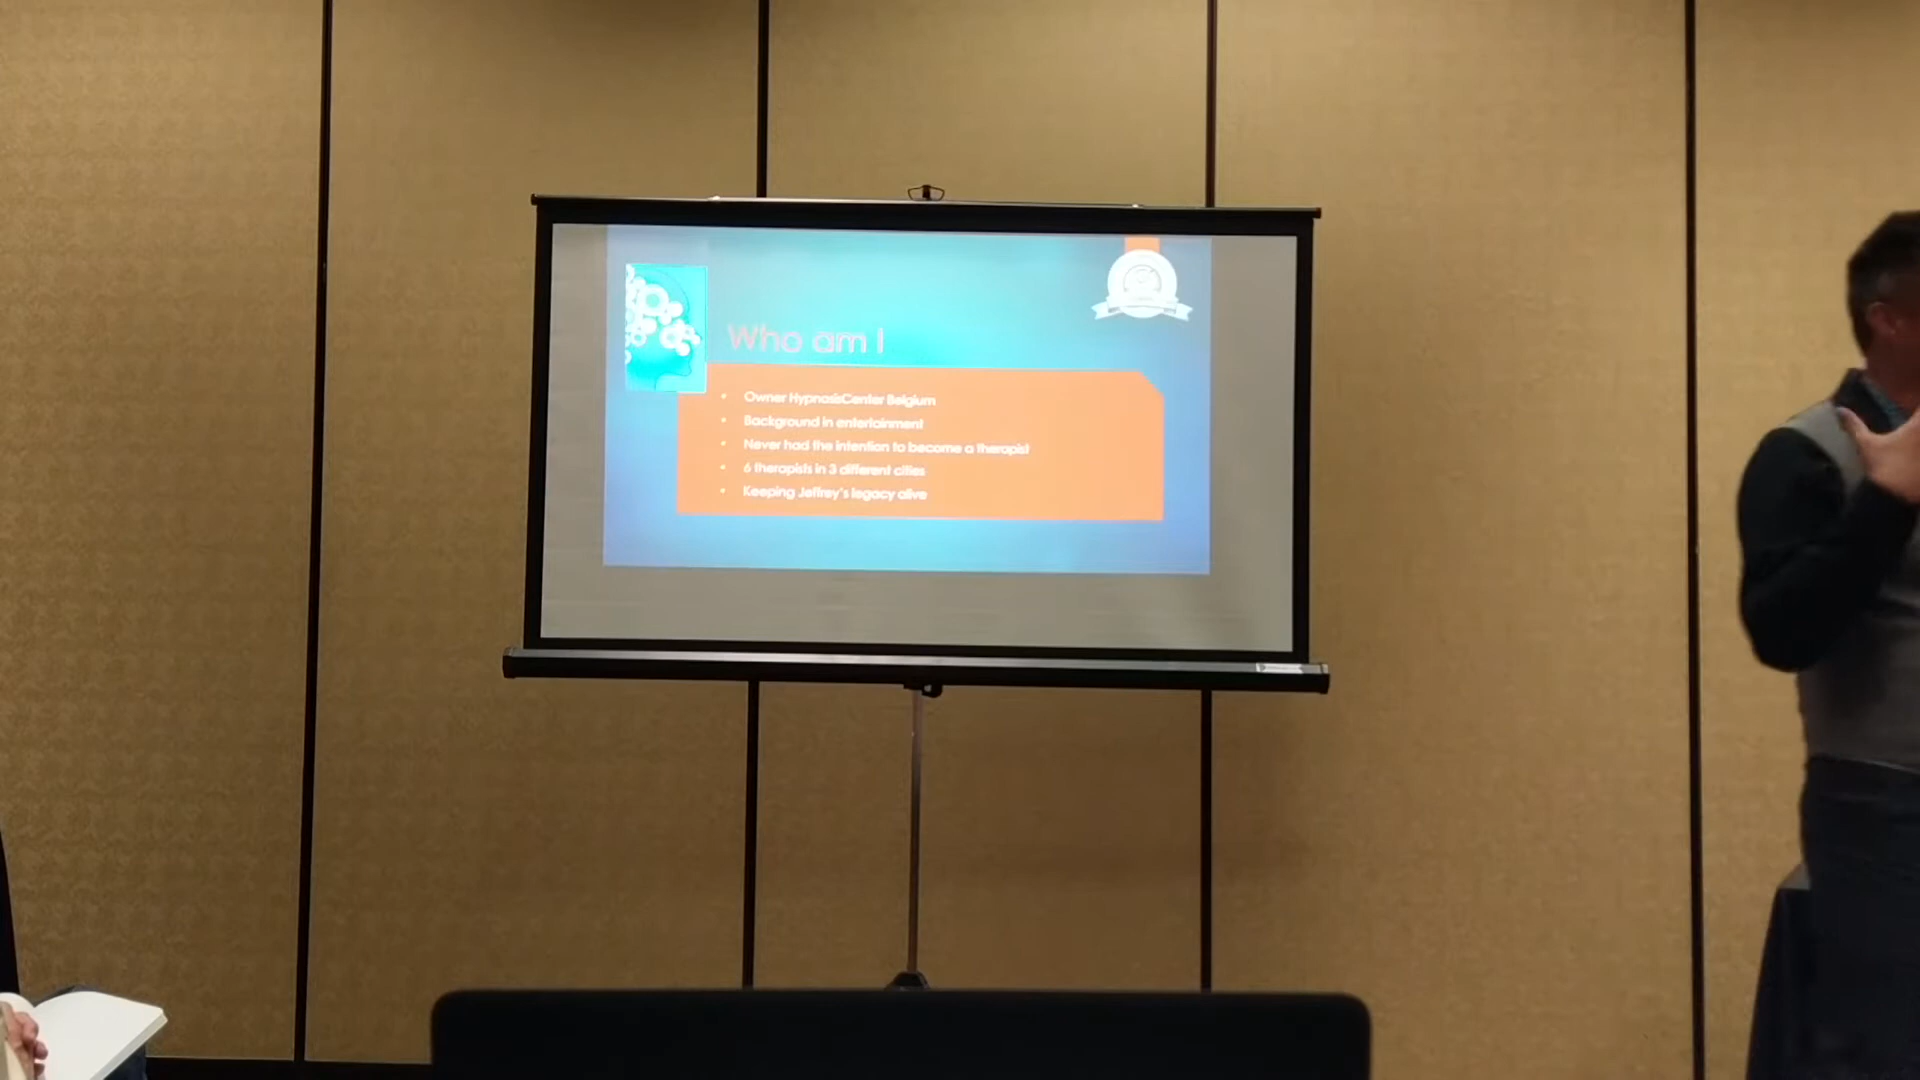 Who am I
• Owner HypnosisCenter Belgium
• Background in entertainment
• Never had the intention to become a therapist
• 6 therapists in 3 different cities
• Keeping Jeffrey's legacy alive